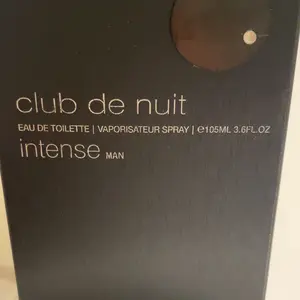 club de nuit
EAU DE TOILETTE | VAPORISATEUR SPRAY | ℮105ML 3.6FL.OZ
intense MAN